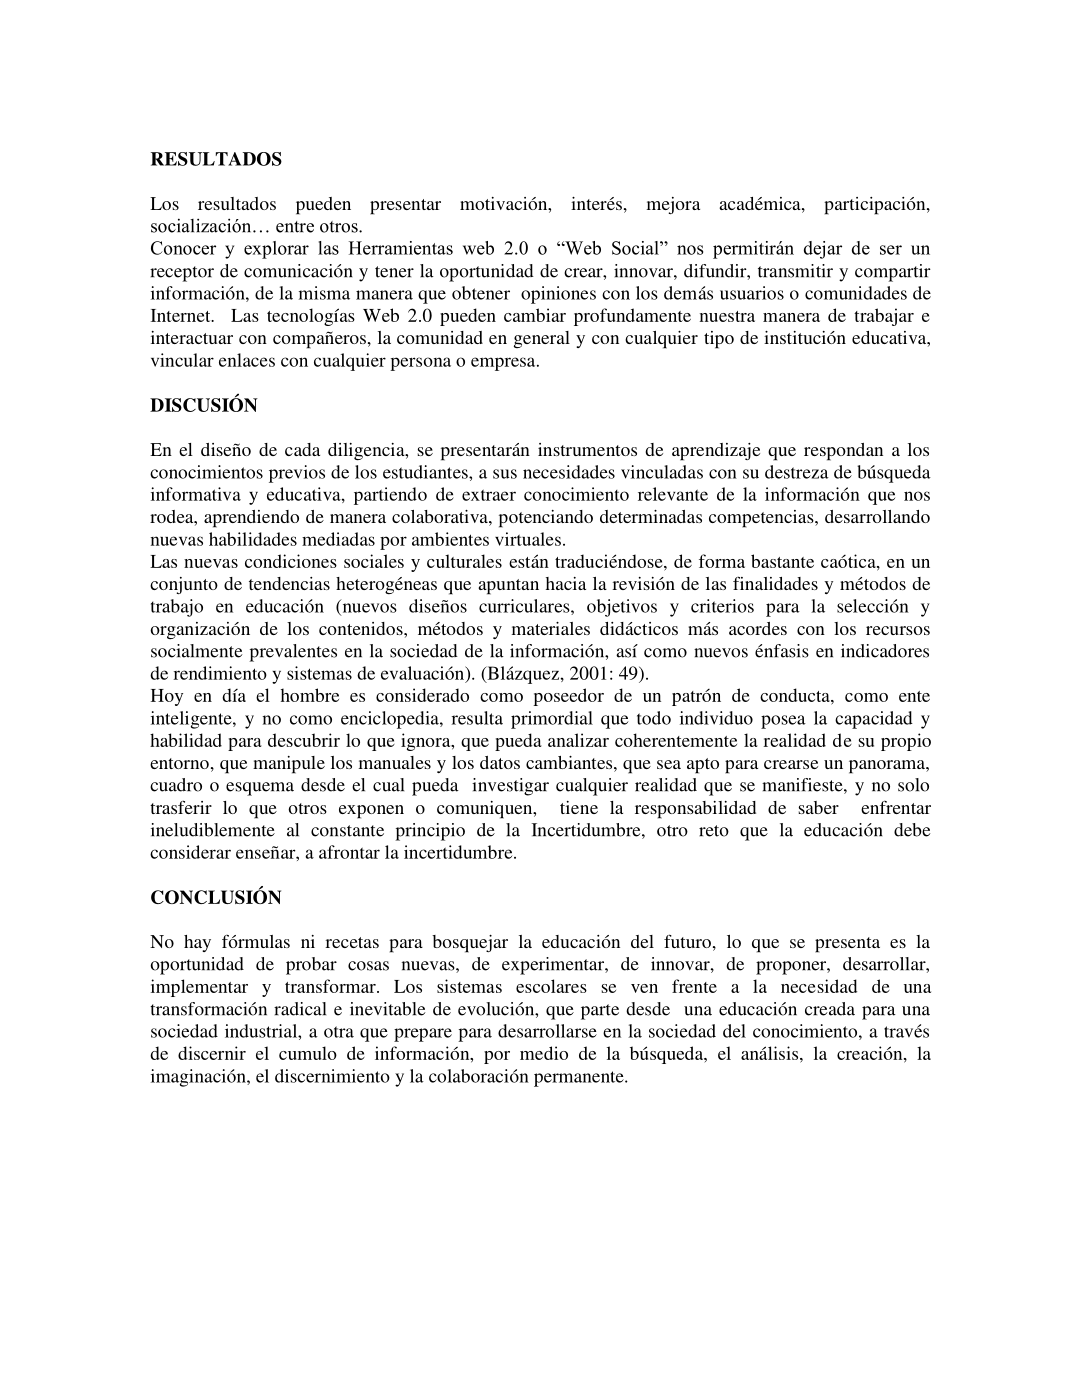 RESULTADOS
Los resultados pueden presentar motivación, interés, mejora académica, participación,
socialización… entre otros.
Conocer y explorar las Herramientas web 2.0 o “Web Social” nos permitirán dejar de ser un
receptor de comunicación y tener la oportunidad de crear, innovar, difundir, transmitir y compartir
información, de la misma manera que obtener  opiniones con los demás usuarios o comunidades de
Internet.  Las tecnologías Web 2.0 pueden cambiar profundamente nuestra manera de trabajar e
interactuar con compañeros, la comunidad en general y con cualquier tipo de institución educativa,
vincular enlaces con cualquier persona o empresa.
DISCUSIÓN
En el diseño de cada diligencia, se presentarán instrumentos de aprendizaje que respondan a los
conocimientos previos de los estudiantes, a sus necesidades vinculadas con su destreza de búsqueda
informativa y educativa, partiendo de extraer conocimiento relevante de la información que nos
rodea, aprendiendo de manera colaborativa, potenciando determinadas competencias, desarrollando
nuevas habilidades mediadas por ambientes virtuales.
Las nuevas condiciones sociales y culturales están traduciéndose, de forma bastante caótica, en un
conjunto de tendencias heterogéneas que apuntan hacia la revisión de las finalidades y métodos de
trabajo en educación (nuevos diseños curriculares, objetivos y criterios para la selección y
organización de los contenidos, métodos y materiales didácticos más acordes con los recursos
socialmente prevalentes en la sociedad de la información, así como nuevos énfasis en indicadores
de rendimiento y sistemas de evaluación). (Blázquez, 2001: 49).
Hoy en día el hombre es considerado como poseedor de un patrón de conducta, como ente
inteligente, y no como enciclopedia, resulta primordial que todo individuo posea la capacidad y
habilidad para descubrir lo que ignora, que pueda analizar coherentemente la realidad de su propio
entorno, que manipule los manuales y los datos cambiantes, que sea apto para crearse un panorama,
cuadro o esquema desde el cual pueda  investigar cualquier realidad que se manifieste, y no solo
trasferir lo que otros exponen o comuniquen,  tiene la responsabilidad de saber  enfrentar
ineludiblemente al constante principio de la Incertidumbre, otro reto que la educación debe
considerar enseñar, a afrontar la incertidumbre.
CONCLUSIÓN
No hay fórmulas ni recetas para bosquejar la educación del futuro, lo que se presenta es la
oportunidad de probar cosas nuevas, de experimentar, de innovar, de proponer, desarrollar,
implementar y transformar. Los sistemas escolares se ven frente a la necesidad de una
transformación radical e inevitable de evolución, que parte desde  una educación creada para una
sociedad industrial, a otra que prepare para desarrollarse en la sociedad del conocimiento, a través
de discernir el cumulo de información, por medio de la búsqueda, el análisis, la creación, la
imaginación, el discernimiento y la colaboración permanente.